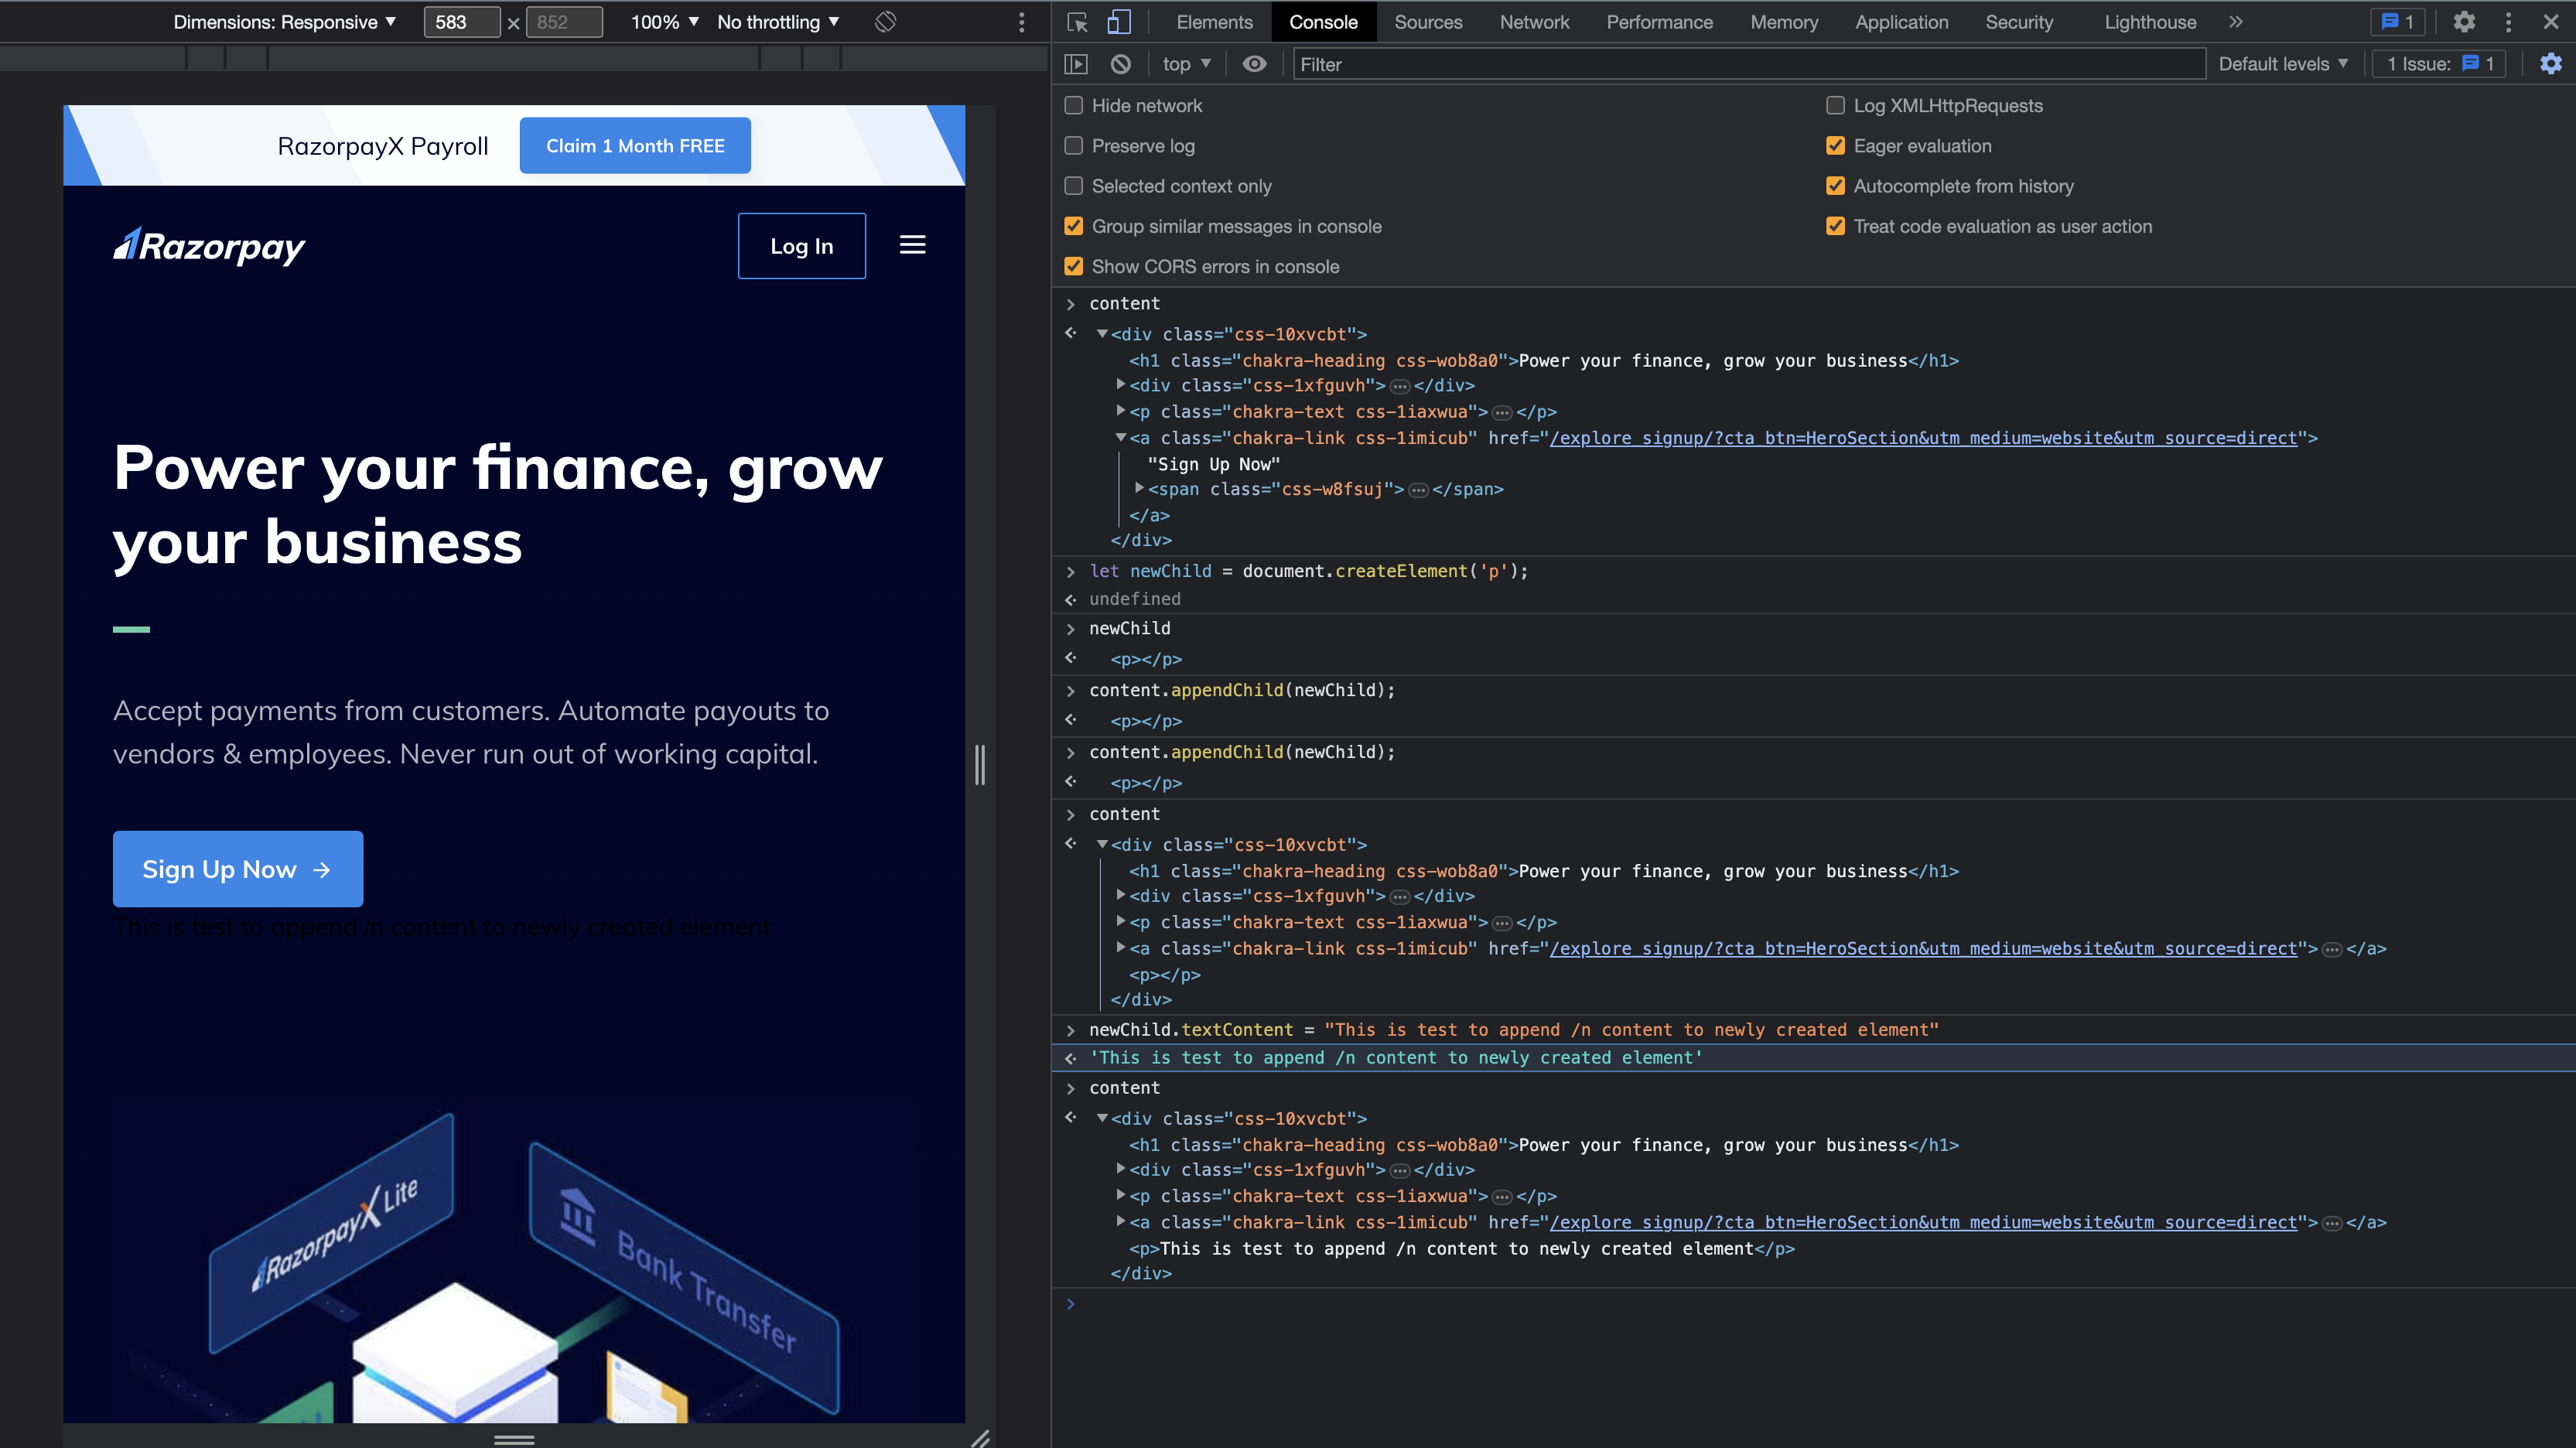 Dimensions: Responsive ▼ 583 × 852 100% ▼ No throttling ▼
Elements Console Sources Network Performance Memory Application Security Lighthouse » 1
top ▼ Filter Default levels ▼ 1 Issue: 1
Hide network
Log XMLHttpRequests
Preserve log
Eager evaluation
Selected context only
Autocomplete from history
Group similar messages in console
Treat code evaluation as user action
Show CORS errors in console
RazorpayX Payroll
Claim 1 Month FREE
Razorpay
Log In
Power your finance, grow
your business
Accept payments from customers. Automate payouts to
vendors & employees. Never run out of working capital.
Sign Up Now →
This is test to append /n content to newly created element
RazorpayX Lite
Bank Transfer
> content
<div class="css-10xvcbt">
<h1 class="chakra-heading css-wob8a0">Power your finance, grow your business</h1>
<div class="css-1xfguvh">…</div>
<p class="chakra-text css-1iaxwua">…</p>
<a class="chakra-link css-1imicub" href="/explore_signup/?cta_btn=HeroSection&utm_medium=website&utm_source=direct">
"Sign Up Now"
<span class="css-w8fsuj">…</span>
</a>
</div>
> let newChild = document.createElement('p');
undefined
> newChild
<p></p>
> content.appendChild(newChild);
<p></p>
> content.appendChild(newChild);
<p></p>
> content
<div class="css-10xvcbt">
<h1 class="chakra-heading css-wob8a0">Power your finance, grow your business</h1>
<div class="css-1xfguvh">…</div>
<p class="chakra-text css-1iaxwua">…</p>
<a class="chakra-link css-1imicub" href="/explore_signup/?cta_btn=HeroSection&utm_medium=website&utm_source=direct">…</a>
<p></p>
</div>
> newChild.textContent = "This is test to append /n content to newly created element"
'This is test to append /n content to newly created element'
> content
<div class="css-10xvcbt">
<h1 class="chakra-heading css-wob8a0">Power your finance, grow your business</h1>
<div class="css-1xfguvh">…</div>
<p class="chakra-text css-1iaxwua">…</p>
<a class="chakra-link css-1imicub" href="/explore_signup/?cta_btn=HeroSection&utm_medium=website&utm_source=direct">…</a>
<p>This is test to append /n content to newly created element</p>
</div>
>